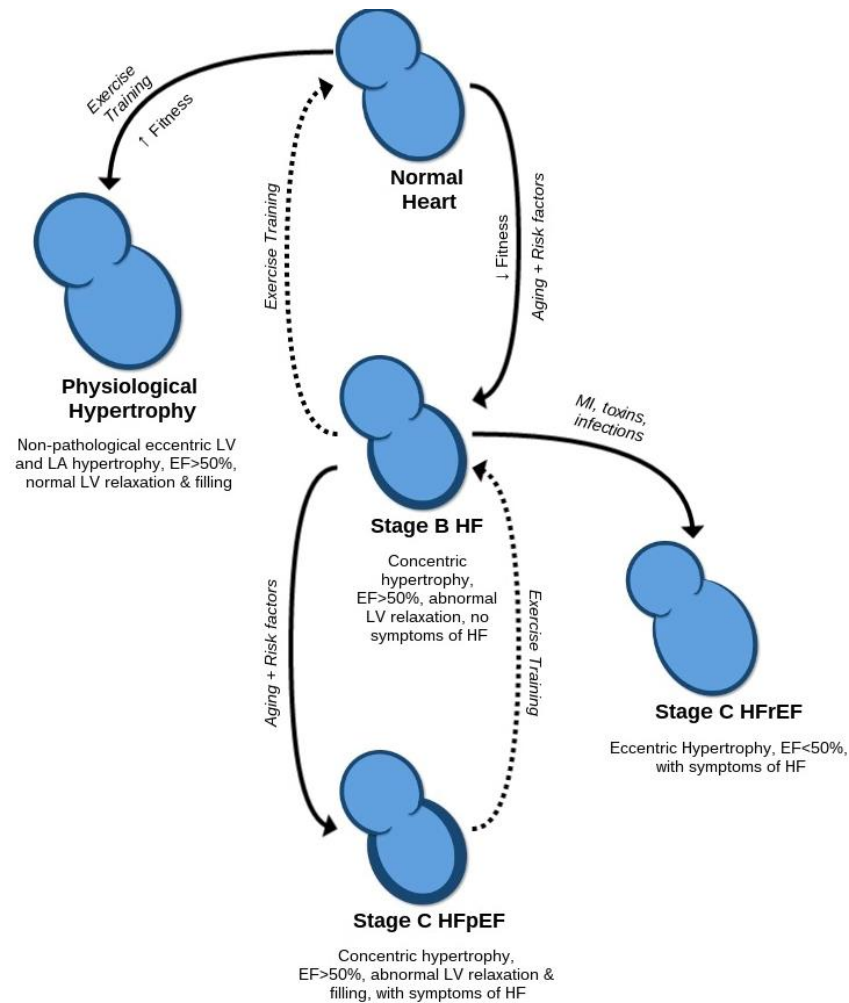 Exercise
Training
↑ Fitness
Normal
Heart
Exercise Training
↓ Fitness
Aging + Risk factors
Physiological
Hypertrophy
Non-pathological eccentric LV
and LA hypertrophy, EF>50%,
normal LV relaxation & filling
MI, toxins,
infections
Stage B HF
Concentric
hypertrophy,
EF>50%, abnormal
LV relaxation, no
symptoms of HF
Aging + Risk factors
Exercise Training
Stage C HFrEF
Eccentric Hypertrophy, EF<50%,
with symptoms of HF
Stage C HFpEF
Concentric hypertrophy,
EF>50%, abnormal LV relaxation &
filling, with symptoms of HF